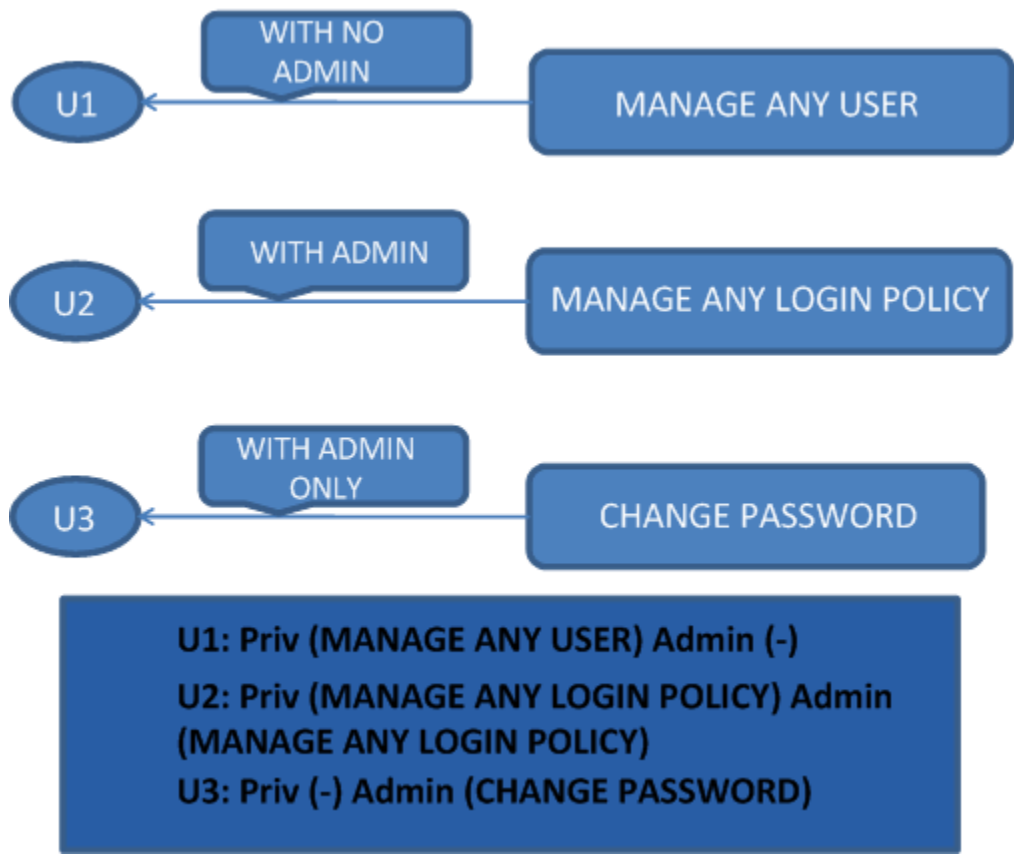 WITH NO
ADMIN
U1
MANAGE ANY USER
WITH ADMIN
U2
MANAGE ANY LOGIN POLICY
WITH ADMIN
ONLY
U3
CHANGE PASSWORD
U1: Priv (MANAGE ANY USER) Admin (-)
U2: Priv (MANAGE ANY LOGIN POLICY) Admin
(MANAGE ANY LOGIN POLICY)
U3: Priv (-) Admin (CHANGE PASSWORD)